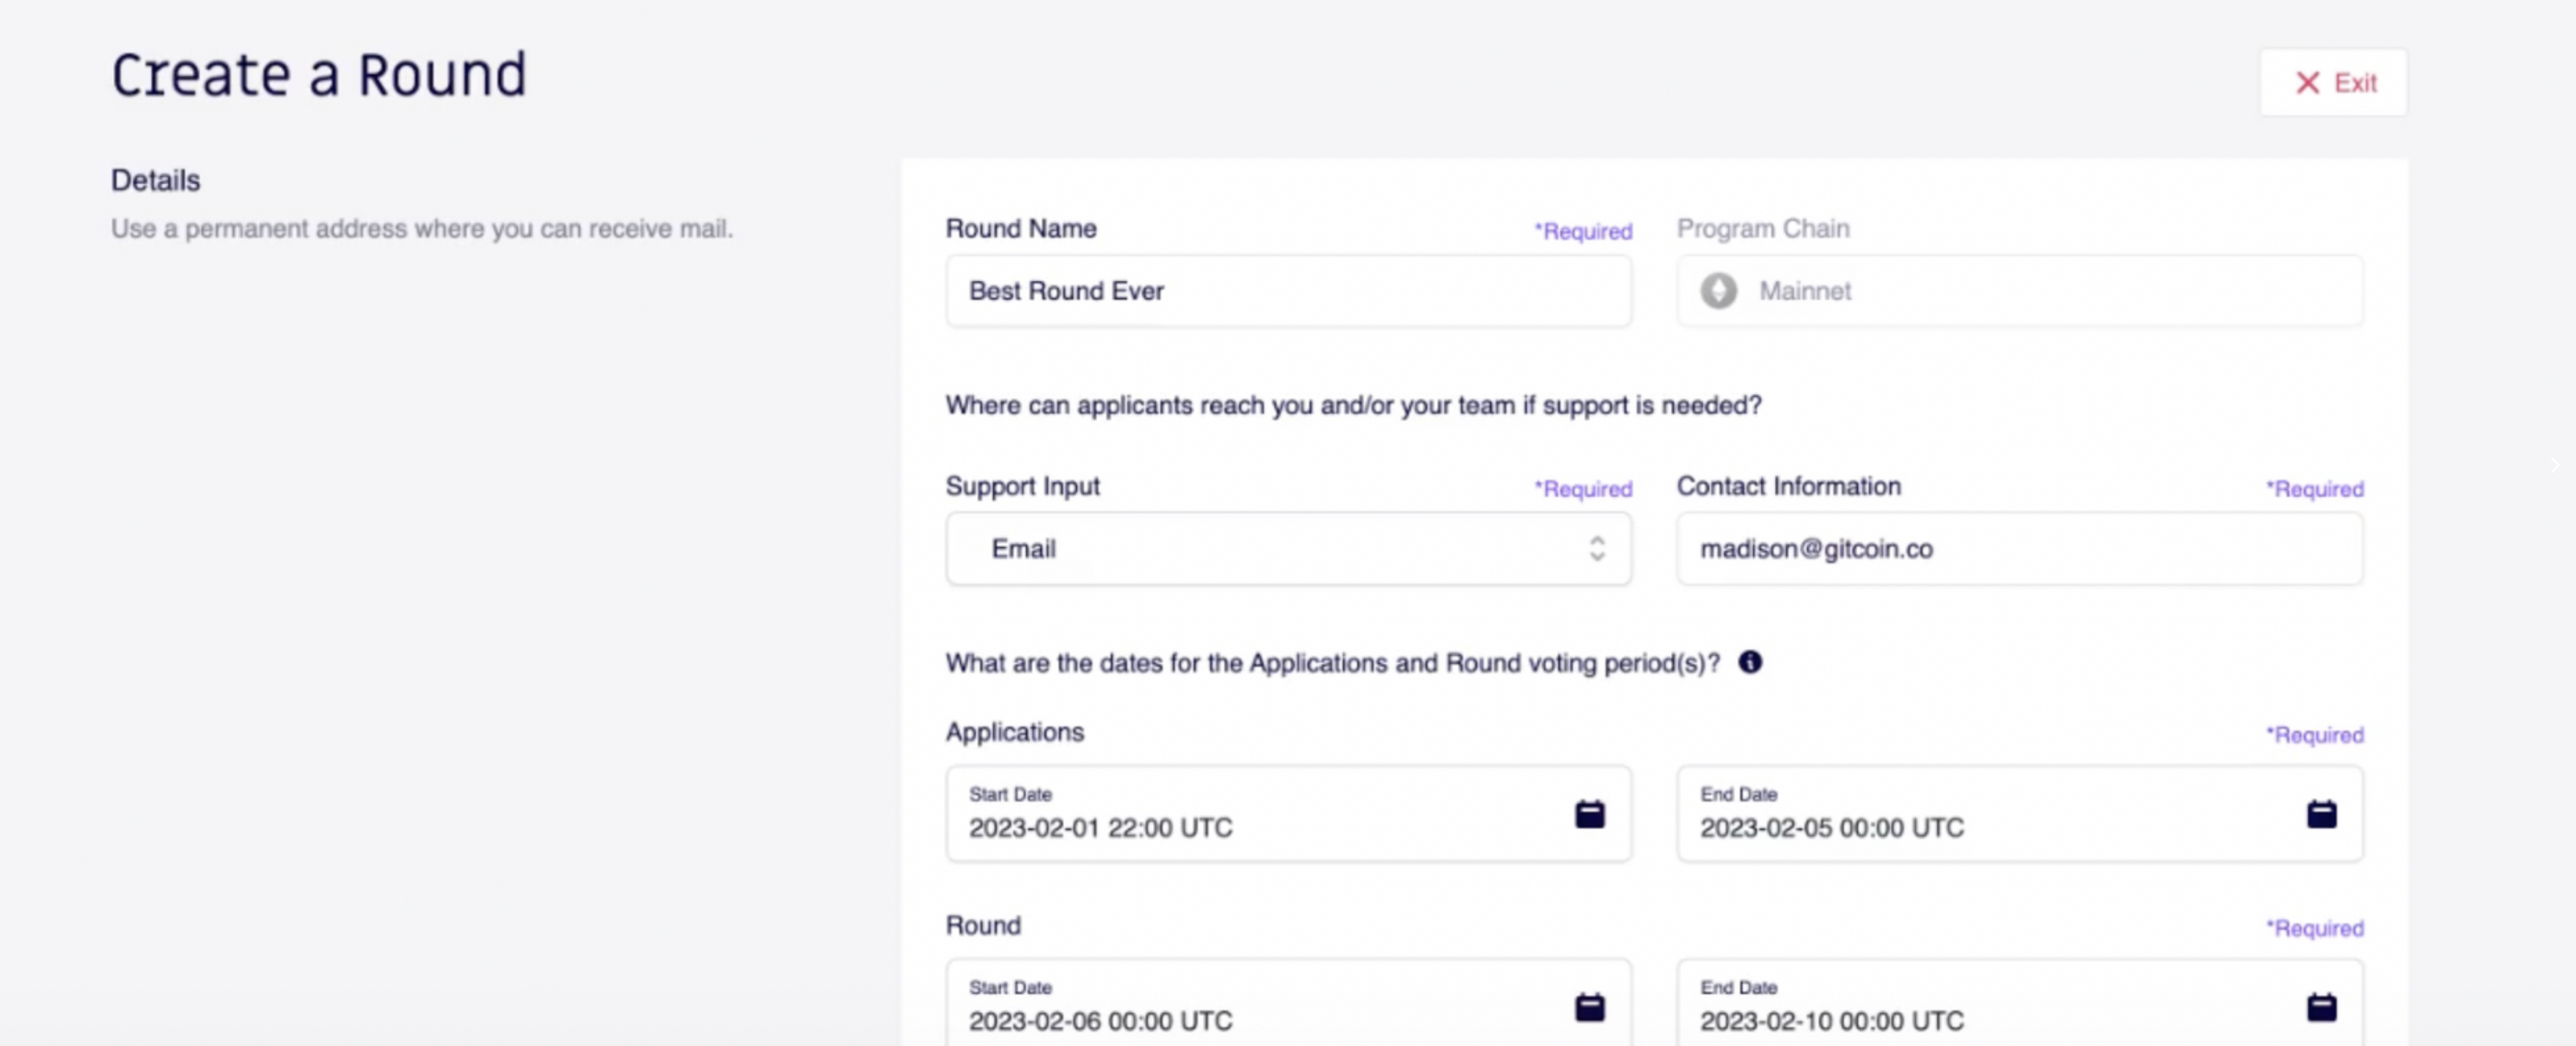 Create a Round
Exit
Details
Use a permanent address where you can receive mail.
Round Name *Required
Best Round Ever
Program Chain
Mainnet
Where can applicants reach you and/or your team if support is needed?
Support Input *Required
Email
Contact Information *Required
madison@gitcoin.co
What are the dates for the Applications and Round voting period(s)?
Applications *Required
Start Date
2023-02-01 22:00 UTC
End Date
2023-02-05 00:00 UTC
Round *Required
Start Date
2023-02-06 00:00 UTC
End Date
2023-02-10 00:00 UTC